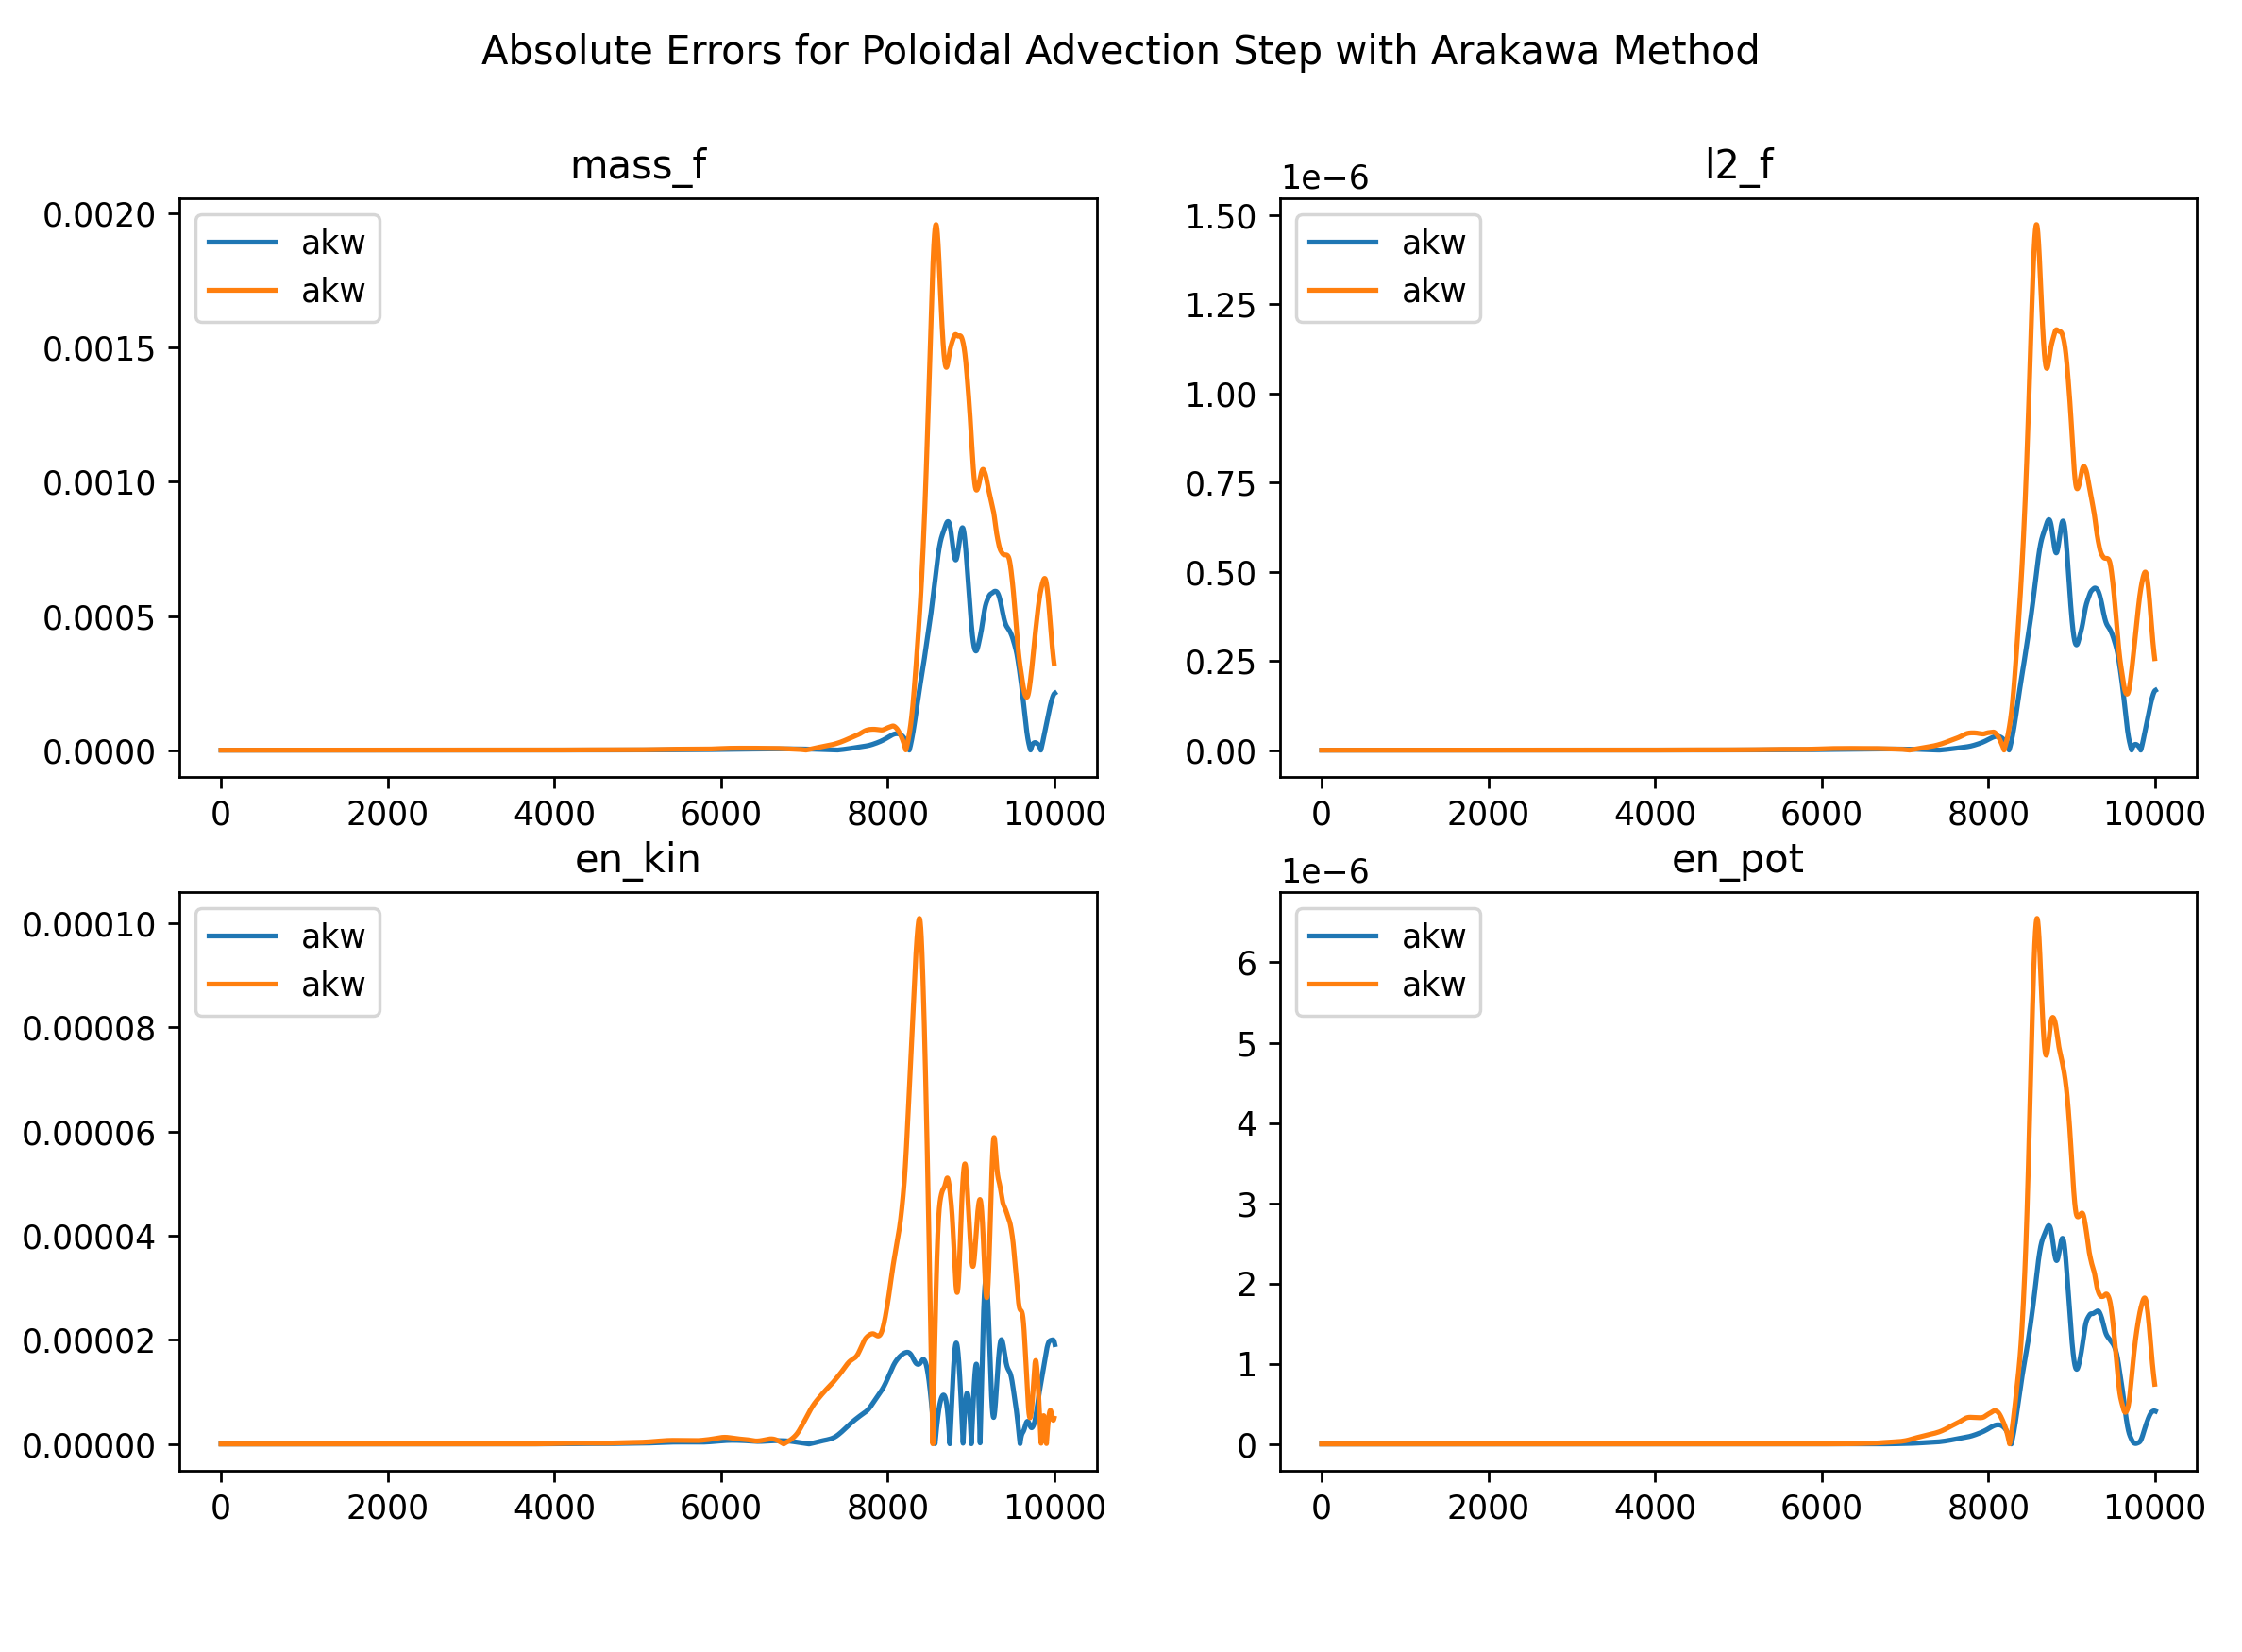 Absolute Errors for Poloidal Advection Step with Arakawa Method
mass_f
akw
akw
0.0020
0.0015
0.0010
0.0005
0.0000
0 2000 4000 6000 8000 10000
l2_f
1e−6
akw
akw
1.50
1.25
1.00
0.75
0.50
0.25
0.00
0 2000 4000 6000 8000 10000
en_kin
akw
akw
0.00010
0.00008
0.00006
0.00004
0.00002
0.00000
0 2000 4000 6000 8000 10000
en_pot
1e−6
akw
akw
6
5
4
3
2
1
0
0 2000 4000 6000 8000 10000